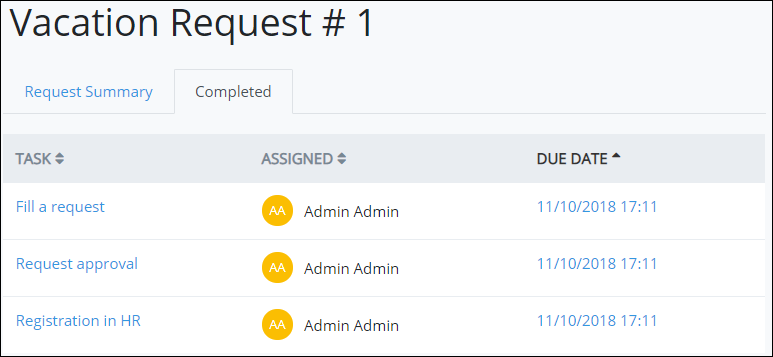 Vacation Request # 1
Request Summary Completed
TASK ASSIGNED DUE DATE
Fill a request AA Admin Admin 11/10/2018 17:11
Request approval AA Admin Admin 11/10/2018 17:11
Registration in HR AA Admin Admin 11/10/2018 17:11